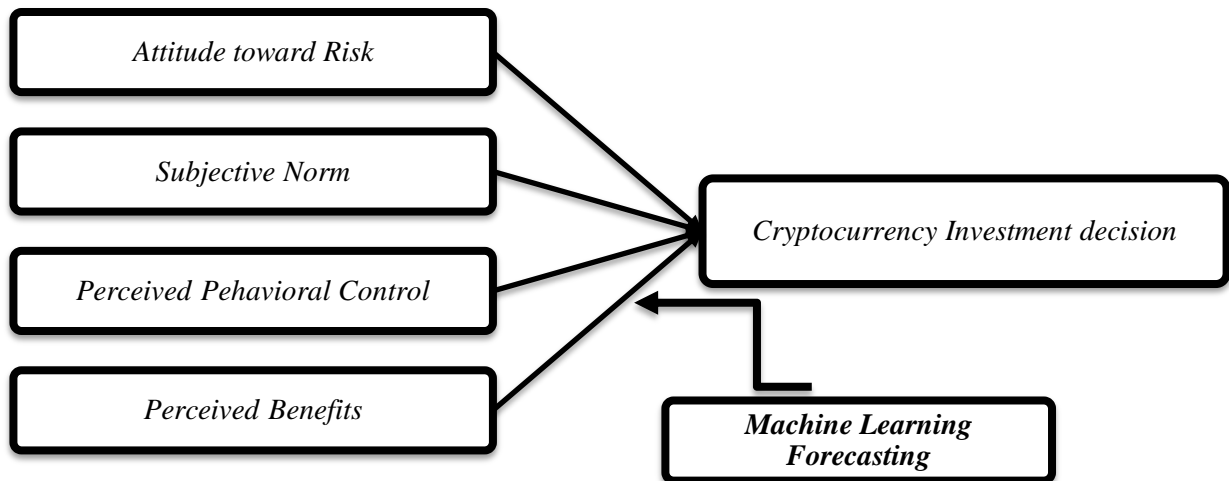 Attitude toward Risk
Subjective Norm
Cryptocurrency Investment decision
Perceived Pehavioral Control
Perceived Benefits
Machine Learning
Forecasting